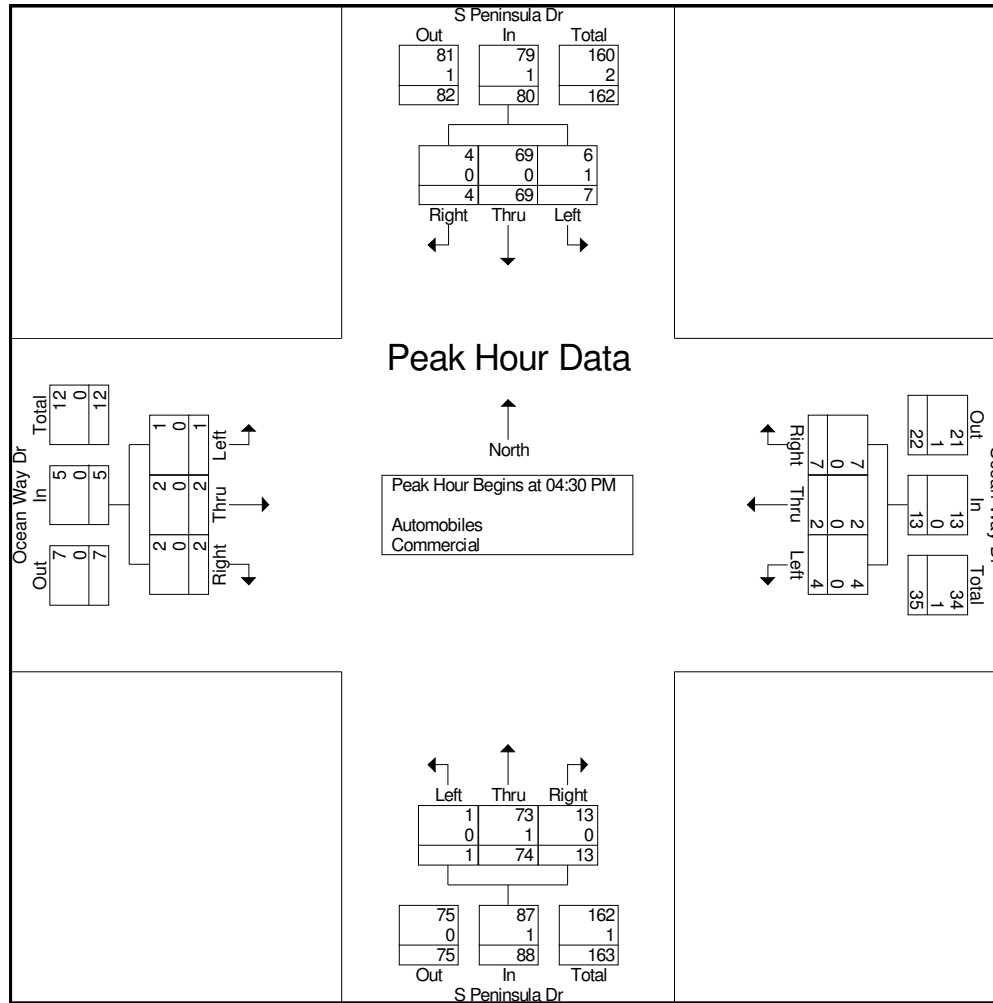 S Peninsula Dr
Out In Total
81 79 160
1 1 2
82 80 162
4 69 6
0 0 1
4 69 7
Right Thru Left
Peak Hour Data
North
Peak Hour Begins at 04:30 PM
Automobiles
Commercial
Ocean Way Dr
Total In Out
12 5 7
0 0 0
12 5 7
1 2 2
0 0 0
1 2 2
Left Thru Right
Right Thru Left
7 2 4
0 0 0
7 2 4
Out In Total
21 13 34
1 0 1
22 13 35
Left Thru Right
1 73 13
0 1 0
1 74 13
75 87 162
0 1 1
75 88 163
Out In Total
S Peninsula Dr